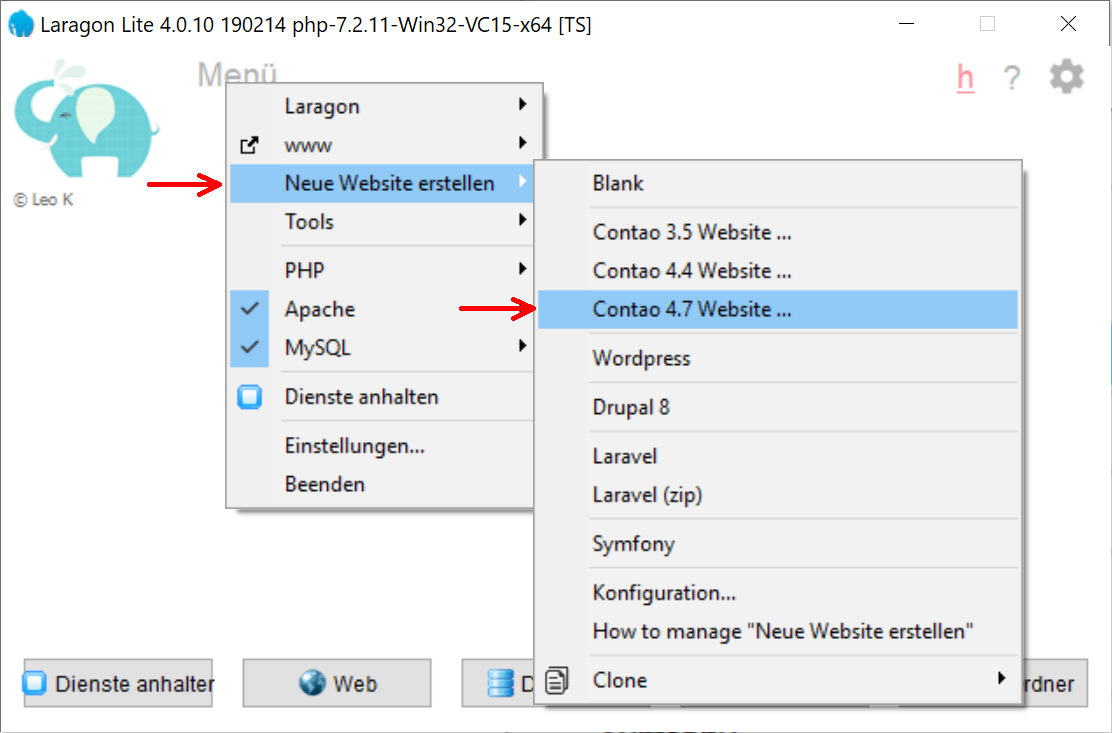 Laragon Lite 4.0.10 190214 php-7.2.11-Win32-VC15-x64 [TS]
Menü
h ?
© Leo K
Laragon
www
Neue Website erstellen
Tools
PHP
Apache
MySQL
Dienste anhalten
Einstellungen...
Beenden
Blank
Contao 3.5 Website ...
Contao 4.4 Website ...
Contao 4.7 Website ...
Wordpress
Drupal 8
Laravel
Laravel (zip)
Symfony
Konfiguration...
How to manage "Neue Website erstellen"
Clone
Dienste anhalter
Web